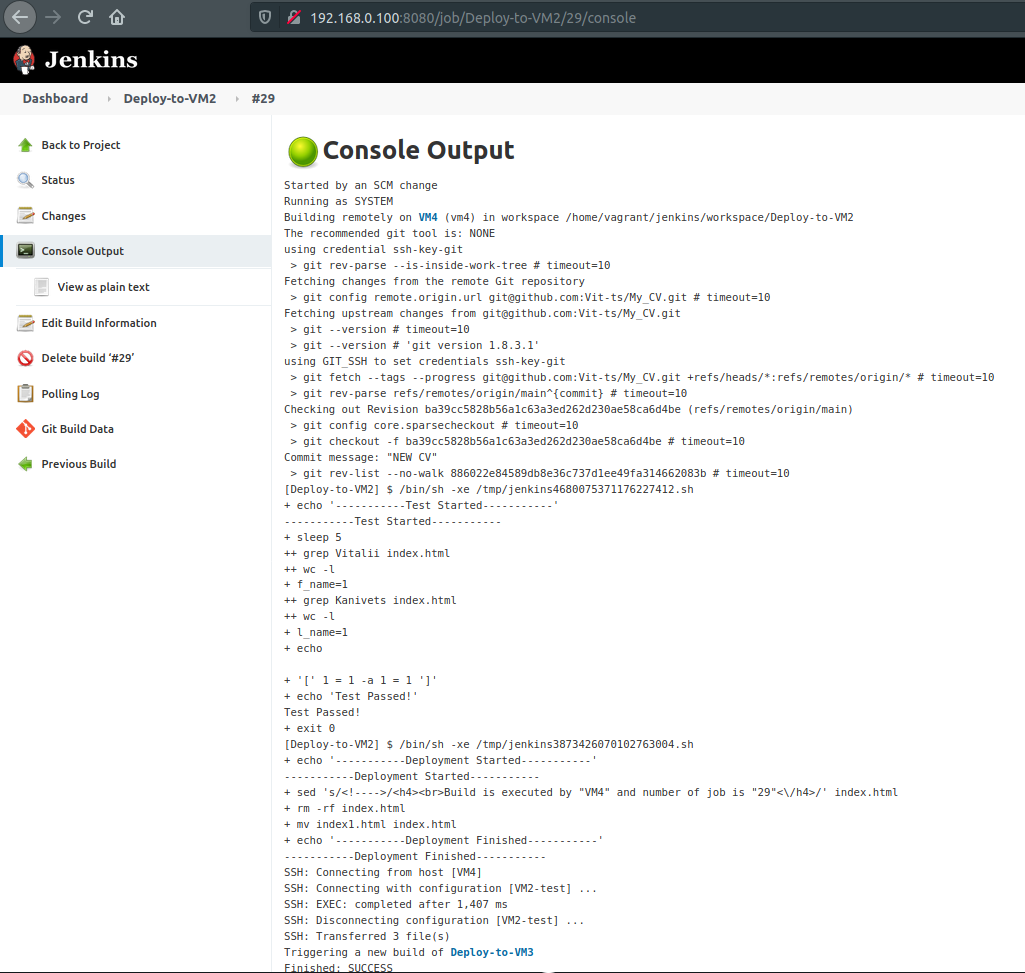 192.168.0.100:8080/job/Deploy-to-VM2/29/console
Jenkins
Dashboard
Deploy-to-VM2
#29
Back to Project
Status
Changes
Console Output
View as plain text
Edit Build Information
Delete build ‘#29’
Polling Log
Git Build Data
Previous Build
Console Output
Started by an SCM change
Running as SYSTEM
Building remotely on VM4 (vm4) in workspace /home/vagrant/jenkins/workspace/Deploy-to-VM2
The recommended git tool is: NONE
using credential ssh-key-git
 > git rev-parse --is-inside-work-tree # timeout=10
Fetching changes from the remote Git repository
 > git config remote.origin.url git@github.com:Vit-ts/My_CV.git # timeout=10
Fetching upstream changes from git@github.com:Vit-ts/My_CV.git
 > git --version # timeout=10
 > git --version # 'git version 1.8.3.1'
using GIT_SSH to set credentials ssh-key-git
 > git fetch --tags --progress git@github.com:Vit-ts/My_CV.git +refs/heads/*:refs/remotes/origin/* # timeout=10
 > git rev-parse refs/remotes/origin/main^{commit} # timeout=10
Checking out Revision ba39cc5828b56a1c63a3ed262d230ae58ca6d4be (refs/remotes/origin/main)
 > git config core.sparsecheckout # timeout=10
 > git checkout -f ba39cc5828b56a1c63a3ed262d230ae58ca6d4be # timeout=10
Commit message: "NEW CV"
 > git rev-list --no-walk 886022e84589db8e36c737d1ee49fa314662083b # timeout=10
[Deploy-to-VM2] $ /bin/sh -xe /tmp/jenkins4680075371176227412.sh
+ echo '-----------Test Started-----------'
-----------Test Started-----------
+ sleep 5
++ grep Vitalii index.html
++ wc -l
+ f_name=1
++ grep Kanivets index.html
++ wc -l
+ l_name=1
+ echo
+ '[' 1 = 1 -a 1 = 1 ']'
+ echo 'Test Passed!'
Test Passed!
+ exit 0
[Deploy-to-VM2] $ /bin/sh -xe /tmp/jenkins3873426070102763004.sh
+ echo '-----------Deployment Started-----------'
-----------Deployment Started-----------
+ sed 's/<!---->/<h4><br>Build is executed by "VM4" and number of job is "29"<\/h4>/' index.html
+ rm -rf index.html
+ mv index1.html index.html
+ echo '-----------Deployment Finished-----------'
-----------Deployment Finished-----------
SSH: Connecting from host [VM4]
SSH: Connecting with configuration [VM2-test] ...
SSH: EXEC: completed after 1,407 ms
SSH: Disconnecting configuration [VM2-test] ...
SSH: Transferred 3 file(s)
Triggering a new build of Deploy-to-VM3
Finished: SUCCESS